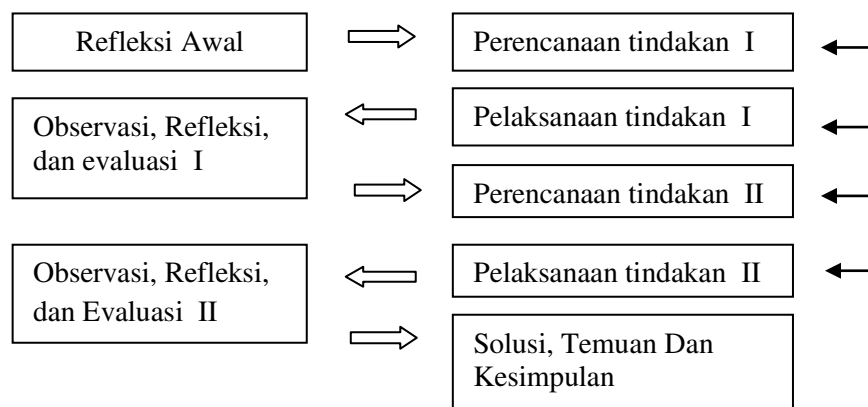 Refleksi Awal
Perencanaan tindakan I
Pelaksanaan tindakan I
Observasi, Refleksi,
dan evaluasi I
Perencanaan tindakan II
Pelaksanaan tindakan II
Observasi, Refleksi,
dan Evaluasi II
Solusi, Temuan Dan
Kesimpulan